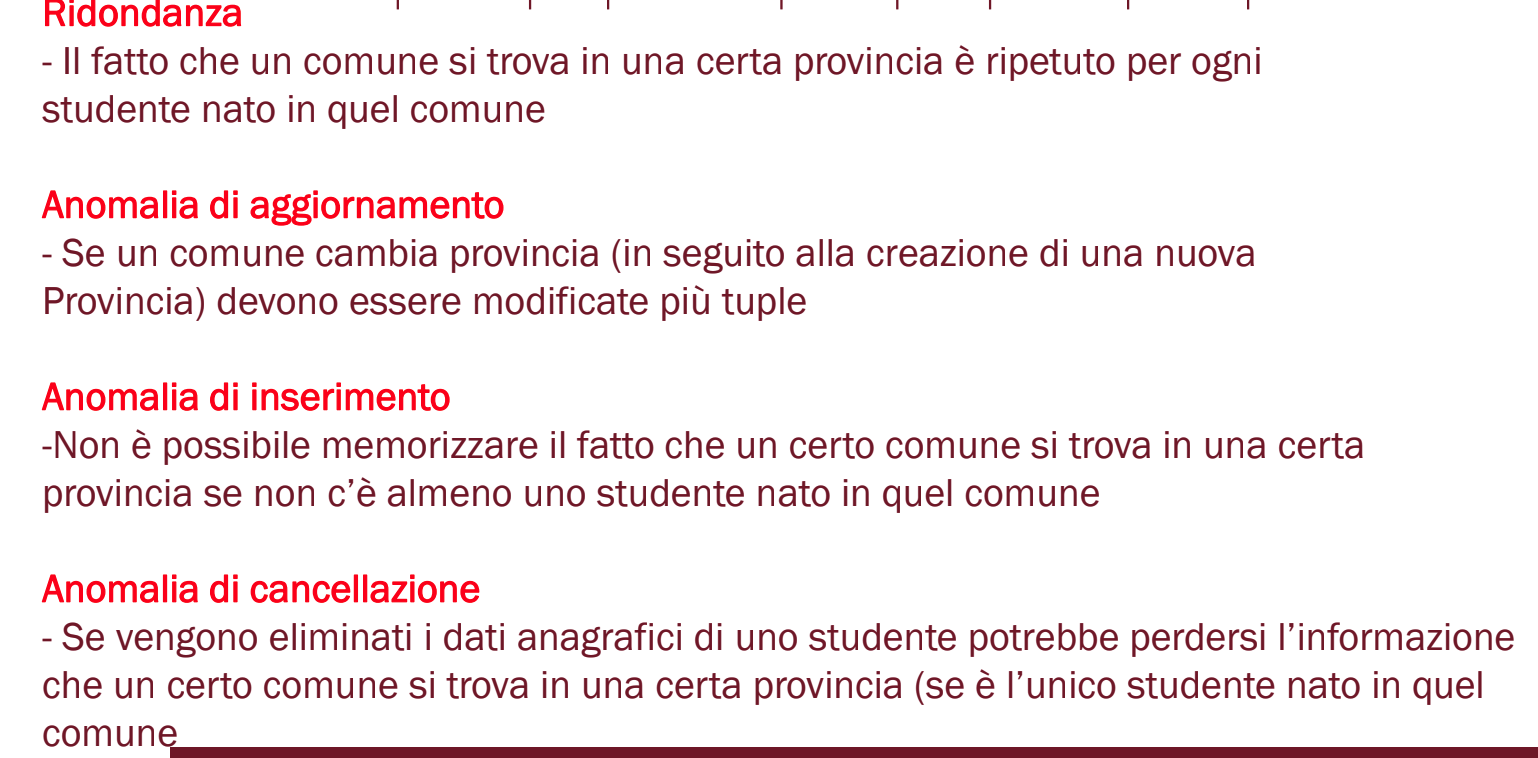 Ridondanza
- Il fatto che un comune si trova in una certa provincia è ripetuto per ogni
studente nato in quel comune
Anomalia di aggiornamento
- Se un comune cambia provincia (in seguito alla creazione di una nuova
Provincia) devono essere modificate più tuple
Anomalia di inserimento
-Non è possibile memorizzare il fatto che un certo comune si trova in una certa
provincia se non c’è almeno uno studente nato in quel comune
Anomalia di cancellazione
- Se vengono eliminati i dati anagrafici di uno studente potrebbe perdersi l’informazione
che un certo comune si trova in una certa provincia (se è l’unico studente nato in quel
comune